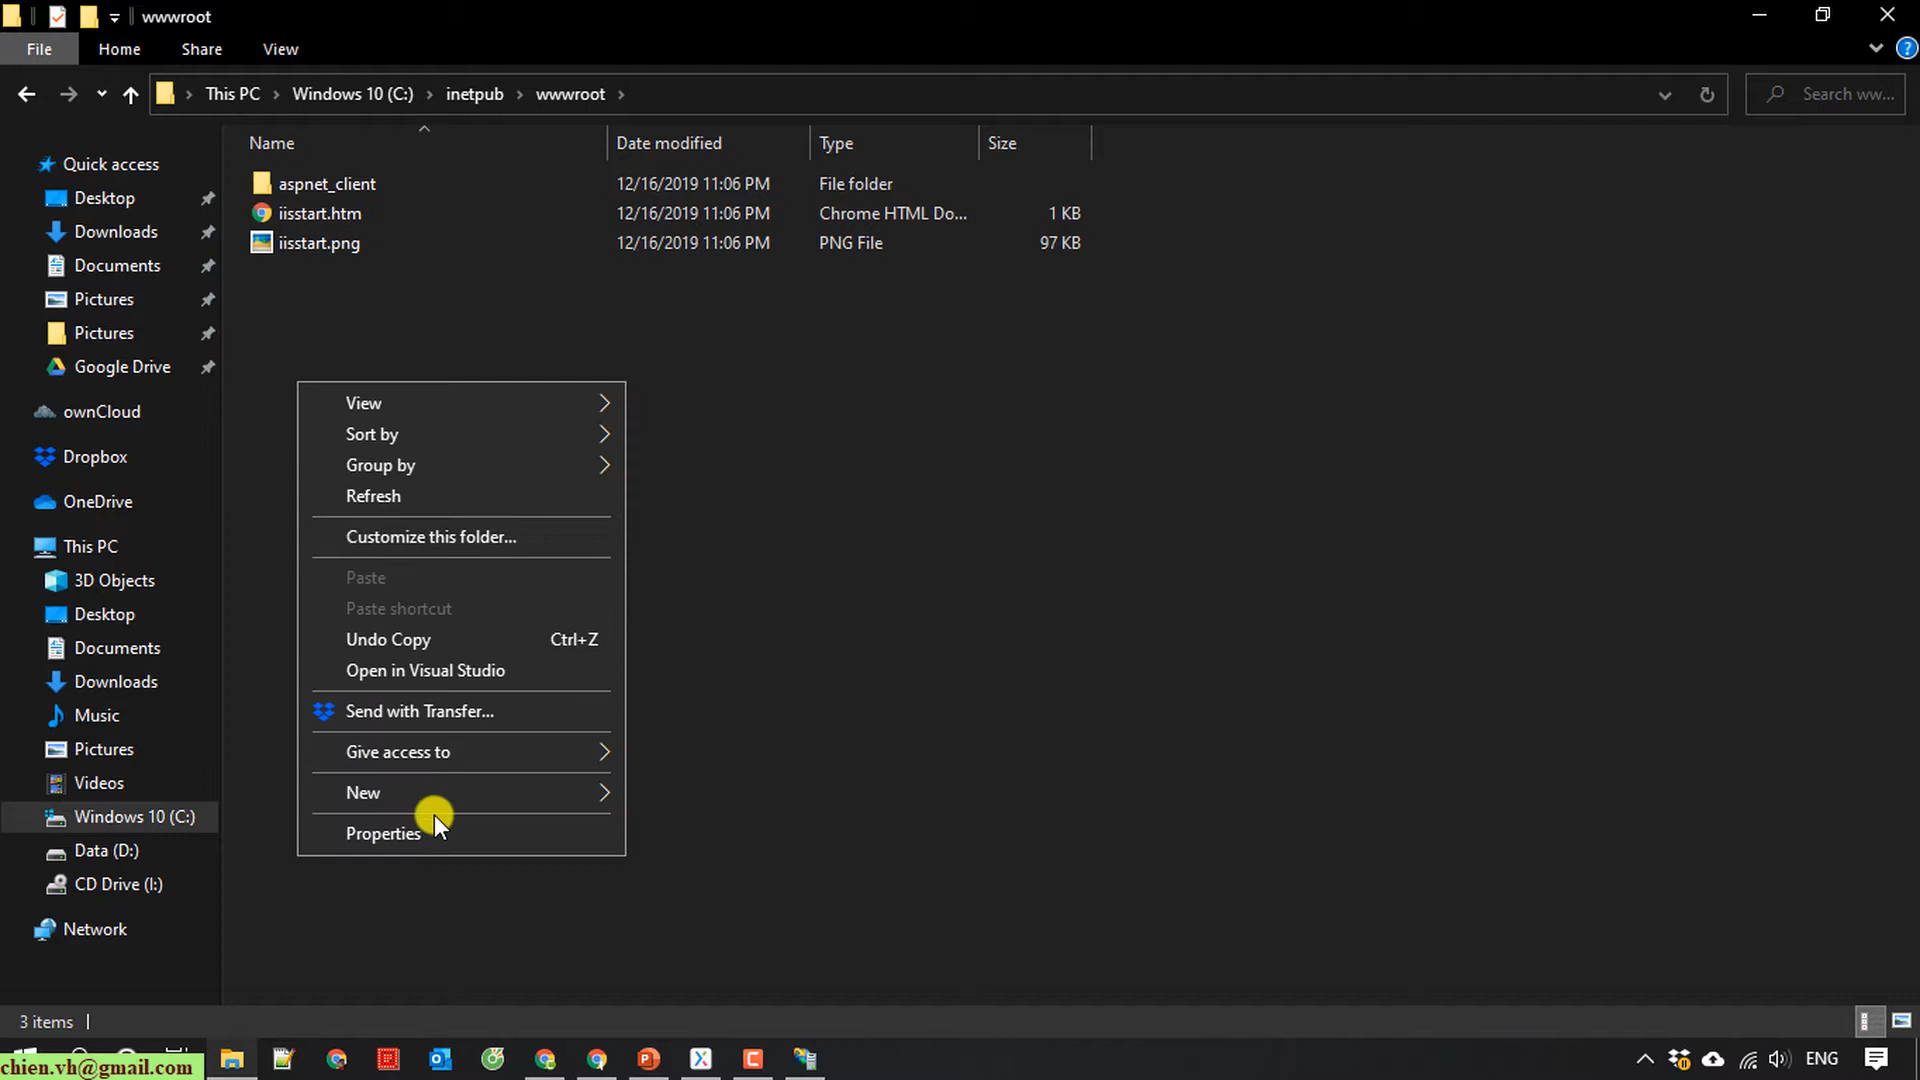 wwwroot
File Home Share View
This PC Windows 10 (C:) inetpub wwwroot Search ww...
Name Date modified Type Size
aspnet_client 12/16/2019 11:06 PM File folder
iisstart.htm 12/16/2019 11:06 PM Chrome HTML Do... 1 KB
iisstart.png 12/16/2019 11:06 PM PNG File 97 KB
Quick access
Desktop
Downloads
Documents
Pictures
Pictures
Google Drive
ownCloud
Dropbox
OneDrive
This PC
3D Objects
Desktop
Documents
Downloads
Music
Pictures
Videos
Windows 10 (C:)
Data (D:)
CD Drive (I:)
Network
View
Sort by
Group by
Refresh
Customize this folder...
Paste
Paste shortcut
Undo Copy Ctrl+Z
Open in Visual Studio
Send with Transfer...
Give access to
New
Properties
3 items
chien.vh@gmail.com
ENG